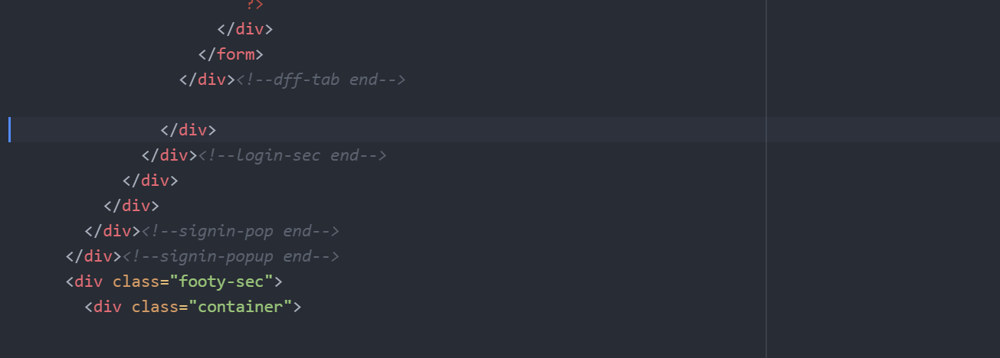 ?>
</div>
</form>
</div><!--dff-tab end-->
</div>
</div><!--login-sec end-->
</div>
</div>
</div><!--signin-pop end-->
</div><!--signin-popup end-->
<div class="footy-sec">
<div class="container">